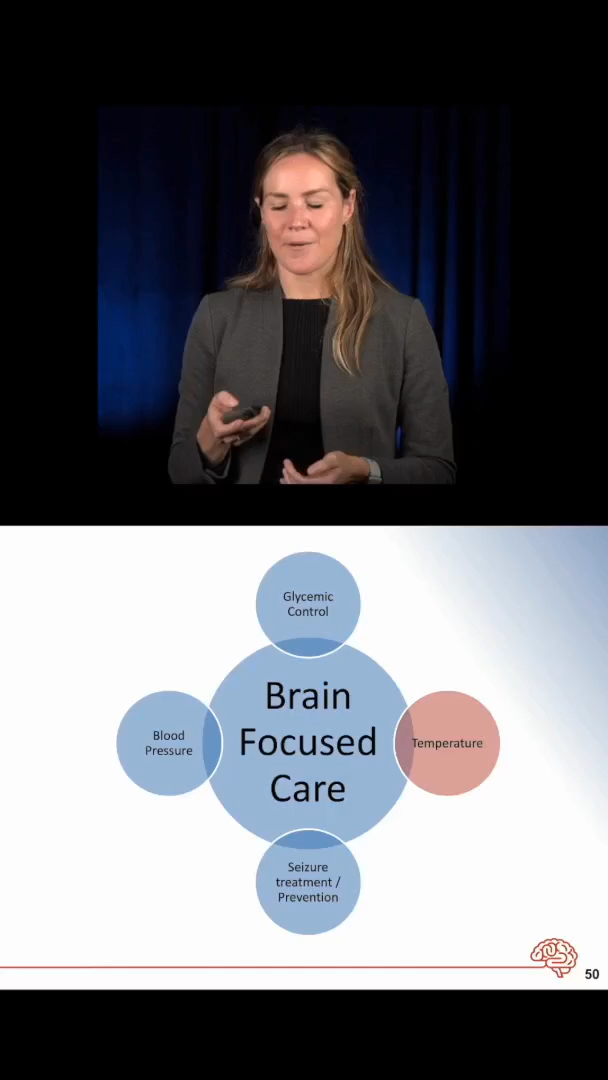 Glycemic
Control
Brain
Focused
Care
Blood
Pressure
Temperature
Seizure
treatment /
Prevention
50